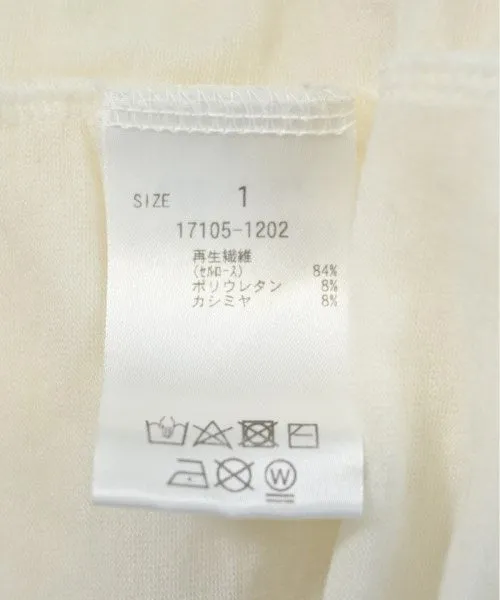 SIZE 1
17105-1202
再生繊維
(ｾﾙﾛｰｽ) 84%
ポリウレタン 8%
カシミヤ 8%
W